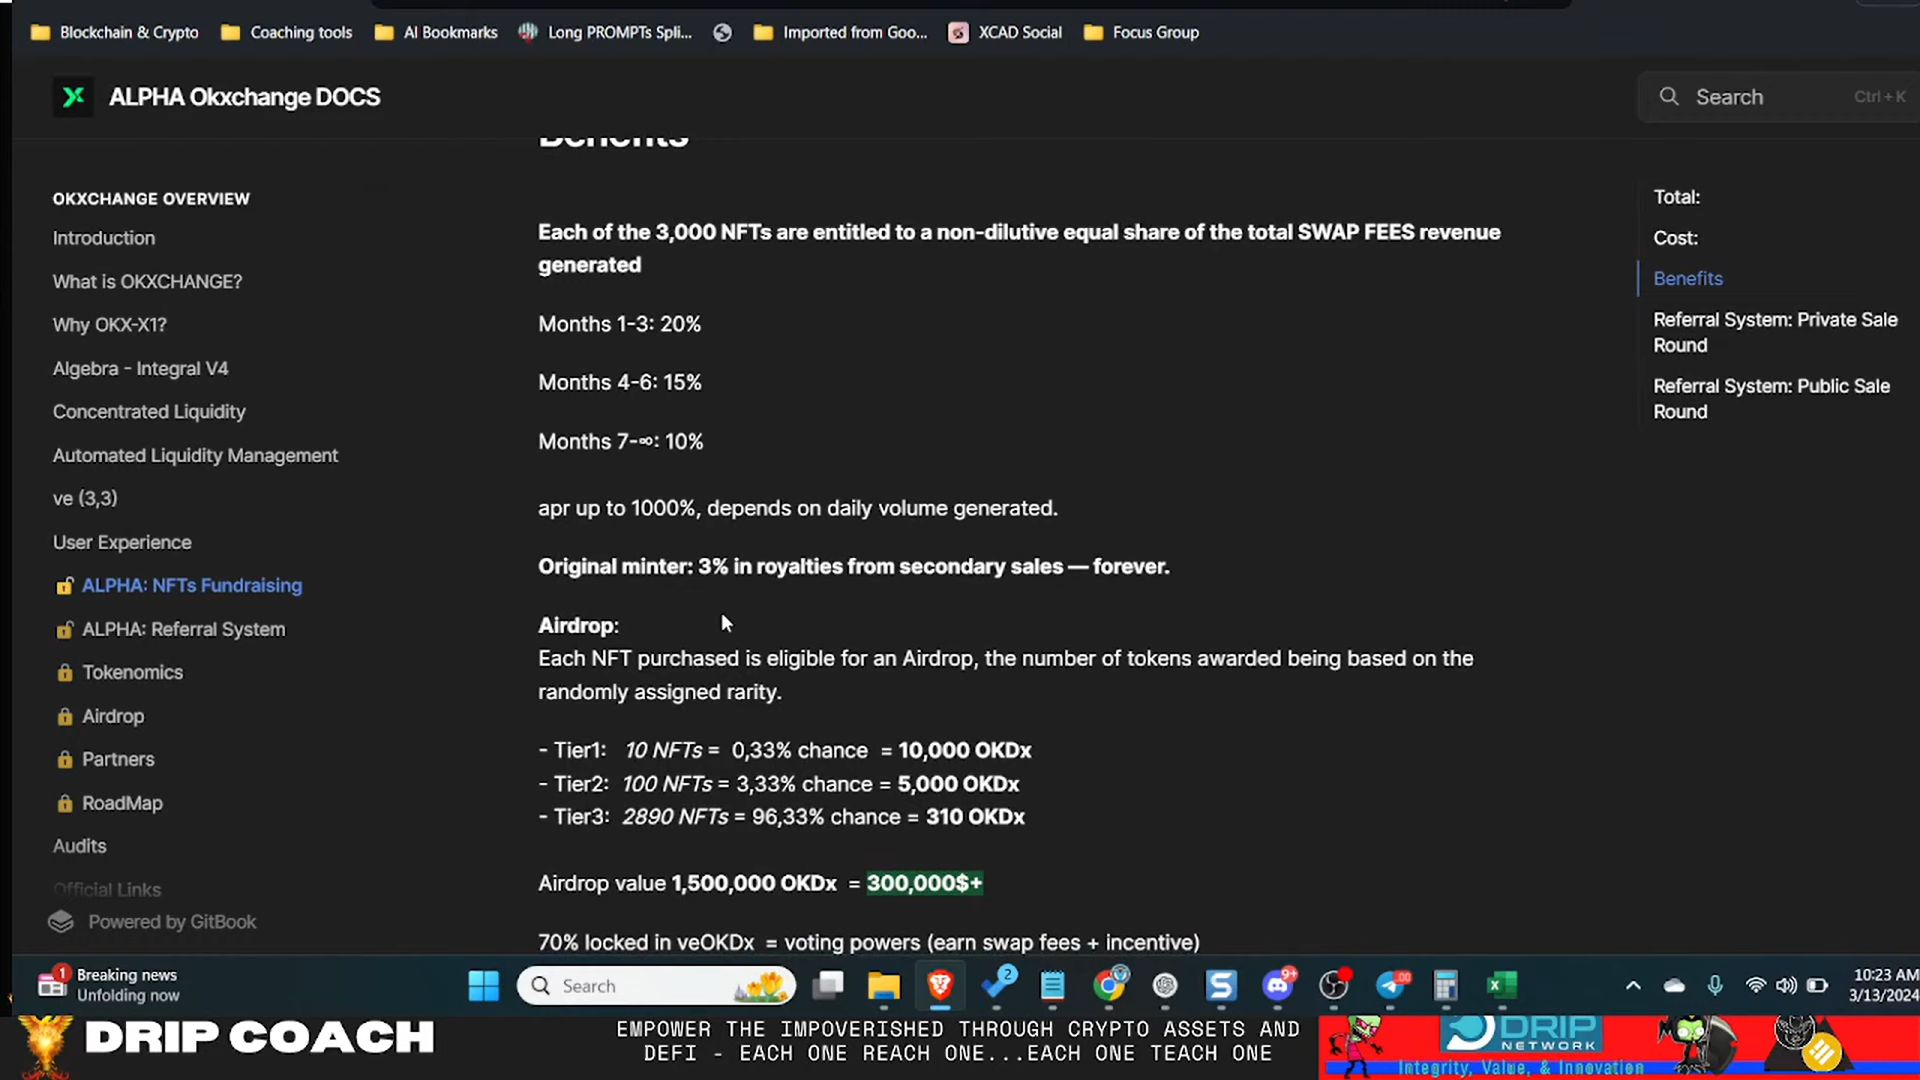 Blockchain & Crypto
Coaching tools
AI Bookmarks
Long PROMPTs Spli...
Imported from Goo...
XCAD Social
Focus Group
ALPHA Okxchange DOCS
Search
Ctrl + K
Benefits
OKXCHANGE OVERVIEW
Introduction
What is OKXCHANGE?
Why OKX-X1?
Algebra - Integral V4
Concentrated Liquidity
Automated Liquidity Management
ve (3,3)
User Experience
ALPHA: NFTs Fundraising
ALPHA: Referral System
Tokenomics
Airdrop
Partners
RoadMap
Audits
Official Links
Powered by GitBook
Each of the 3,000 NFTs are entitled to a non-dilutive equal share of the total SWAP FEES revenue
generated
Months 1-3: 20%
Months 4-6: 15%
Months 7-∞: 10%
apr up to 1000%, depends on daily volume generated.
Original minter: 3% in royalties from secondary sales — forever.
Airdrop:
Each NFT purchased is eligible for an Airdrop, the number of tokens awarded being based on the
randomly assigned rarity.
- Tier1: 10 NFTs = 0,33% chance = 10,000 OKDx
- Tier2: 100 NFTs = 3,33% chance = 5,000 OKDx
- Tier3: 2890 NFTs = 96,33% chance = 310 OKDx
Airdrop value 1,500,000 OKDx = 300,000$+
70% locked in veOKDx = voting powers (earn swap fees + incentive)
Total:
Cost:
Benefits
Referral System: Private Sale
Round
Referral System: Public Sale
Round
1
Breaking news
Unfolding now
Search
2
9+
10:23 AM
3/13/2024
DRIP COACH
EMPOWER THE IMPOVERISHED THROUGH CRYPTO ASSETS AND
DEFI - EACH ONE REACH ONE...EACH ONE TEACH ONE
DRIP
NETWORK
Integrity, Value, & Innovation